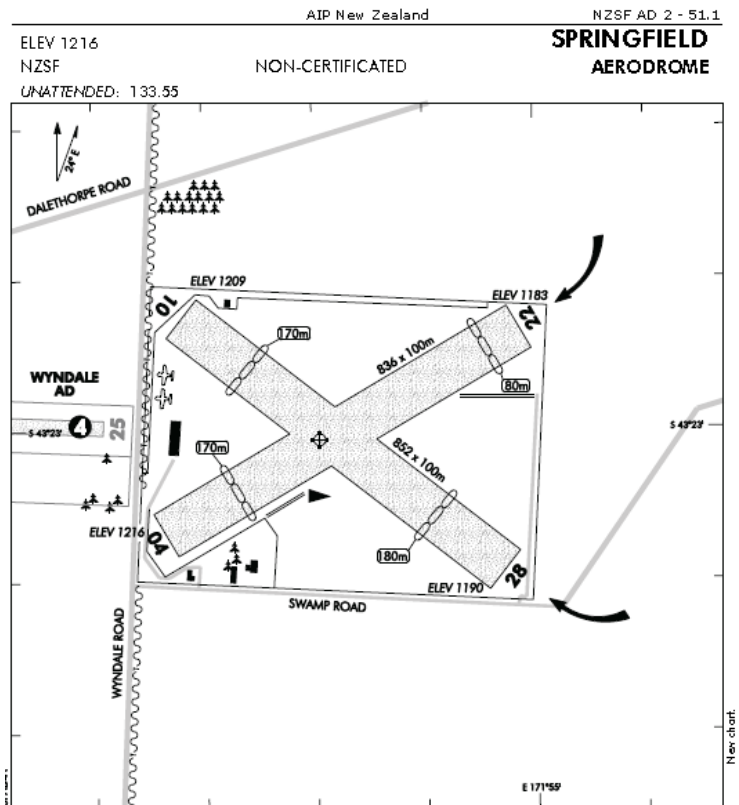 AIP New Zealand
NZSF AD 2 - 51.1
ELEV 1216
SPRINGFIELD
NZSF
NON-CERTIFICATED
AERODROME
UNATTENDED: 133.55
24° E
DALETHORPE ROAD
ELEV 1209
ELEV 1183
10
22
170m
836 x 100m
80m
WYNDALE
AD
4
25
S 43°23'
S 43°23'
170m
852 x 100m
ELEV 1216
04
180m
ELEV 1190
28
SWAMP ROAD
WYNDALE ROAD
New chart.
E 171°55'